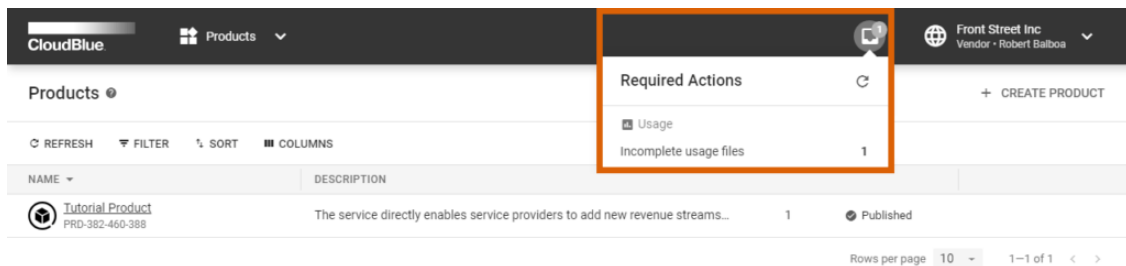 CloudBlue.
Products
1
Front Street Inc
Vendor • Robert Balboa
Required Actions
Products
+ CREATE PRODUCT
Usage
REFRESH FILTER SORT COLUMNS
Incomplete usage files 1
NAME DESCRIPTION
Tutorial Product
PRD-382-460-388
The service directly enables service providers to add new revenue streams... 1 Published
Rows per page 10 1–1 of 1 < >